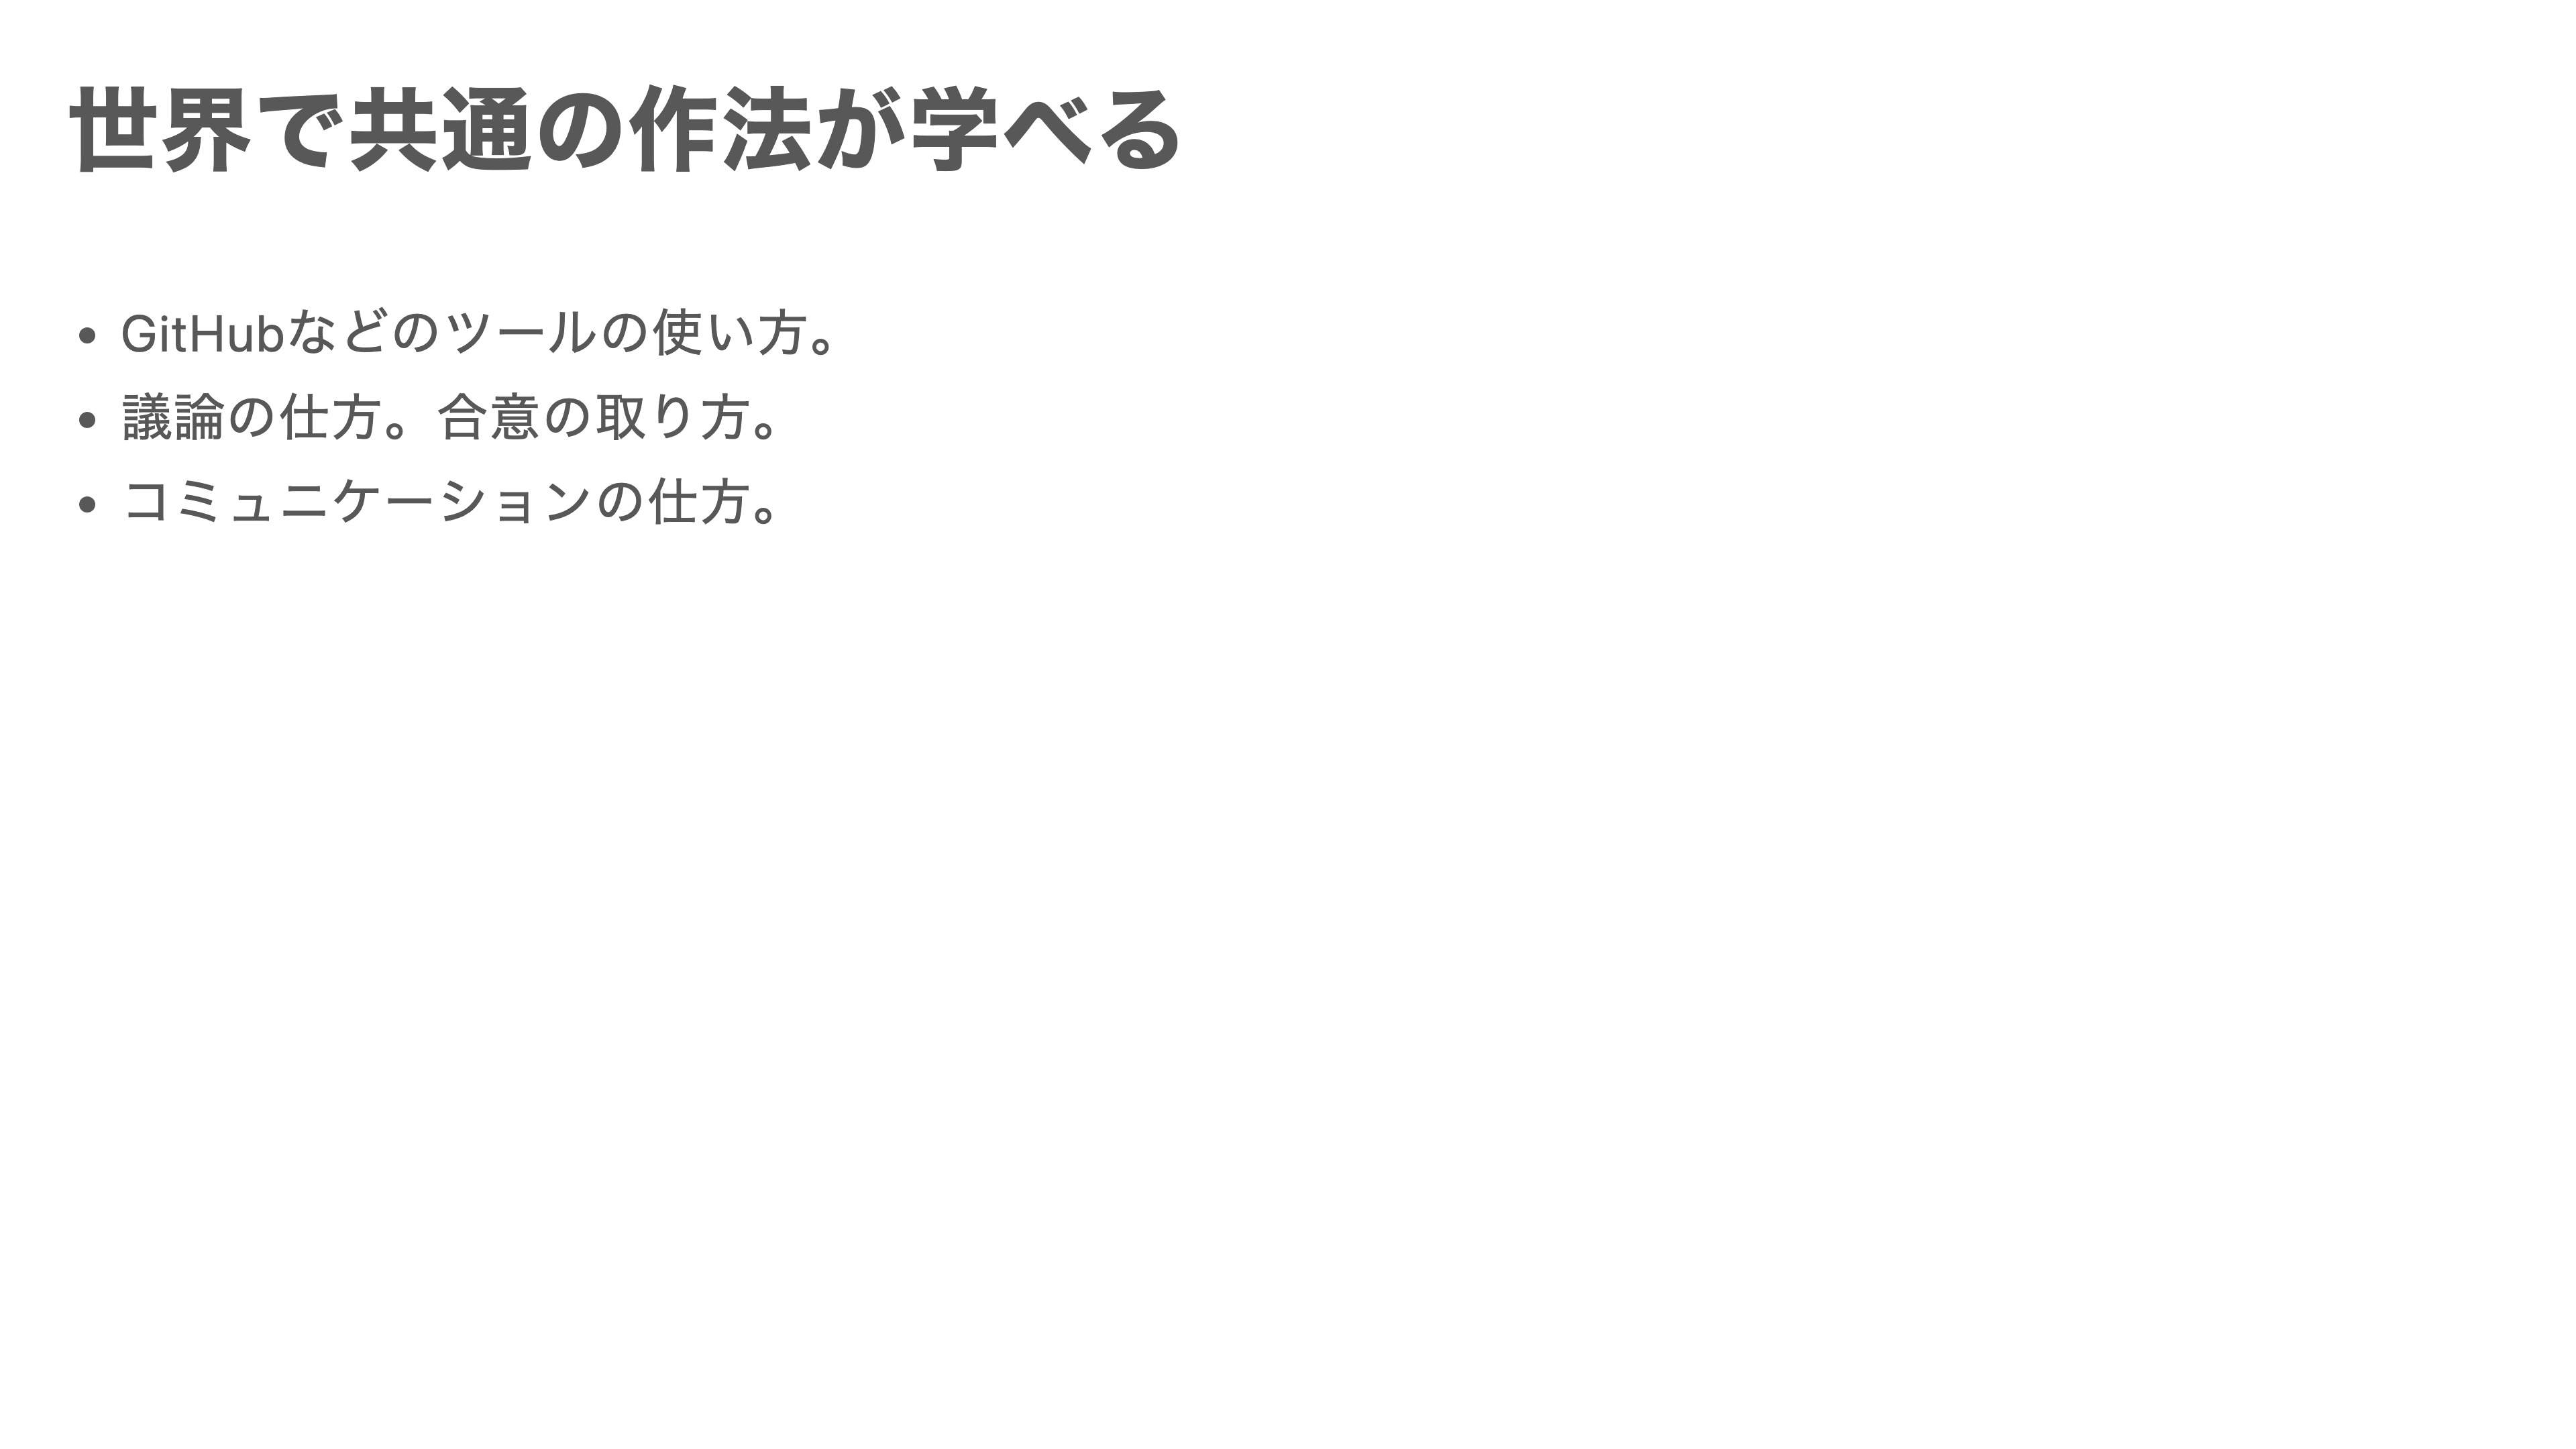 世界で共通の作法が学べる
• GitHubなどのツールの使い方。
• 議論の仕方。合意の取り方。
• コミュニケーションの仕方。